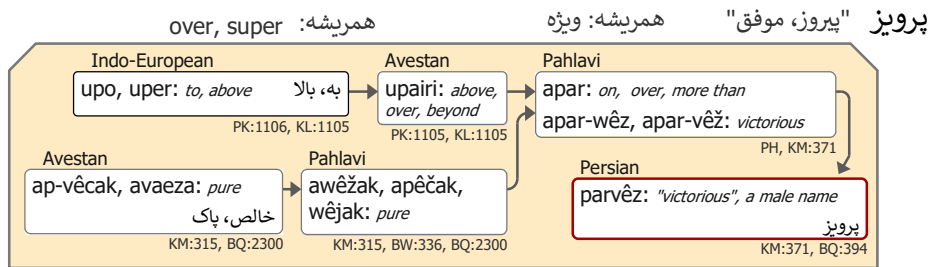 پرویز "پیروز، موفق" همریشه: ویژه همریشه: over, super
Indo-European
upo, uper: to, above به، بالا
PK:1106, KL:1105
Avestan
upairi: above,
over, beyond
PK:1105, KL:1105
Pahlavi
apar: on, over, more than
apar-wêz, apar-vêž: victorious
PH, KM:371
Avestan
ap-vêcak, avaeza: pure
خالص، پاک
KM:315, BQ:2300
Pahlavi
awêžak, apêčak,
wêjak: pure
KM:315, BW:336, BQ:2300
Persian
parvêz: "victorious", a male name
پرویز
KM:371, BQ:394